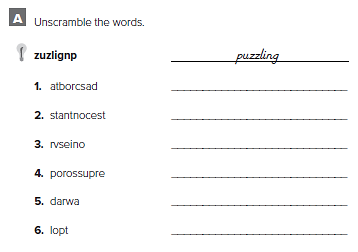 A Unscramble the words.
zuzlignp puzzling
1. atborcsad
2. stantnocest
3. rvseino
4. porossupre
5. darwa
6. lopt